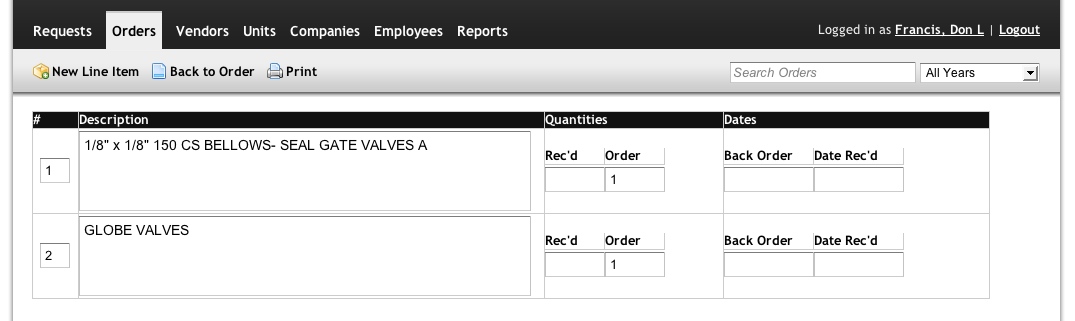 Requests Orders Vendors Units Companies Employees Reports Logged in as Francis, Don L | Logout
New Line Item Back to Order Print Search Orders All Years
# Description Quantities Dates
1/8" x 1/8" 150 CS BELLOWS- SEAL GATE VALVES A
Rec'd Order Back Order Date Rec'd
1 1
GLOBE VALVES
Rec'd Order Back Order Date Rec'd
2 1